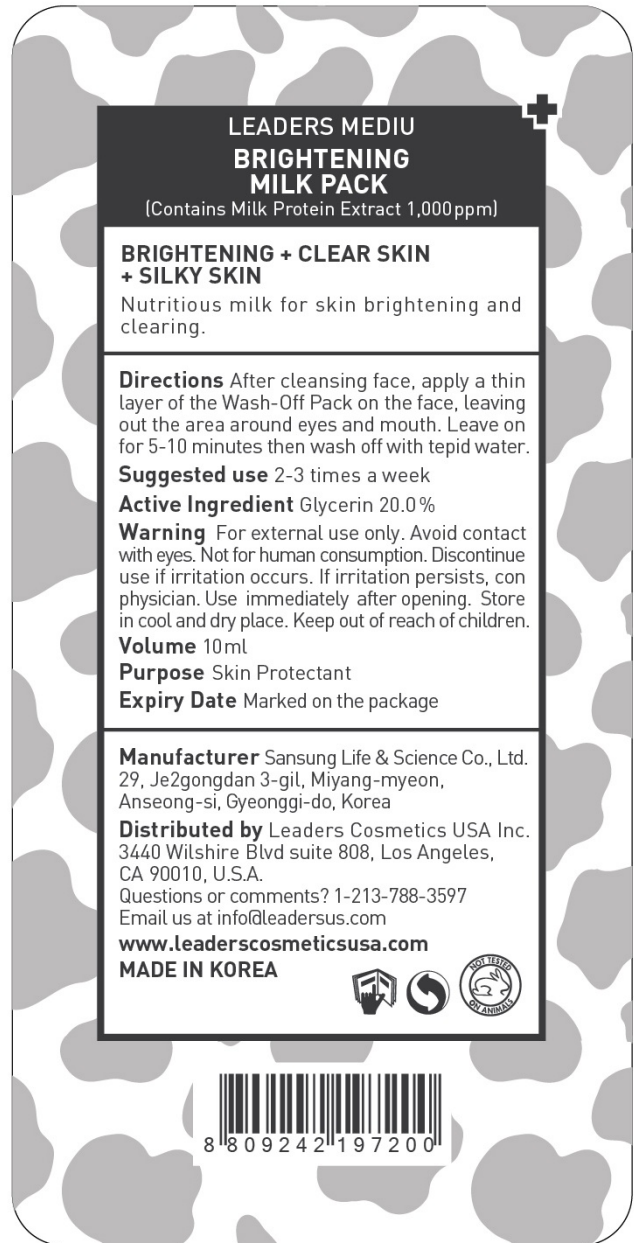 LEADERS MEDIU
BRIGHTENING
MILK PACK
(Contains Milk Protein Extract 1,000ppm)
BRIGHTENING + CLEAR SKIN
+ SILKY SKIN
Nutritious milk for skin brightening and
clearing.
Directions After cleansing face, apply a thin
layer of the Wash-Off Pack on the face, leaving
out the area around eyes and mouth. Leave on
for 5-10 minutes then wash off with tepid water.
Suggested use 2-3 times a week
Active Ingredient Glycerin 20.0%
Warning For external use only. Avoid contact
with eyes. Not for human consumption. Discontinue
use if irritation occurs. If irritation persists, con
physician. Use immediately after opening. Store
in cool and dry place. Keep out of reach of children.
Volume 10ml
Purpose Skin Protectant
Expiry Date Marked on the package
Manufacturer Sansung Life & Science Co., Ltd.
29, Je2gongdan 3-gil, Miyang-myeon,
Anseong-si, Gyeonggi-do, Korea
Distributed by Leaders Cosmetics USA Inc.
3440 Wilshire Blvd suite 808, Los Angeles,
CA 90010, U.S.A.
Questions or comments? 1-213-788-3597
Email us at info@leadersus.com
www.leaderscosmeticsusa.com
MADE IN KOREA
NOT TESTED
ON ANIMALS
8 809242 197200